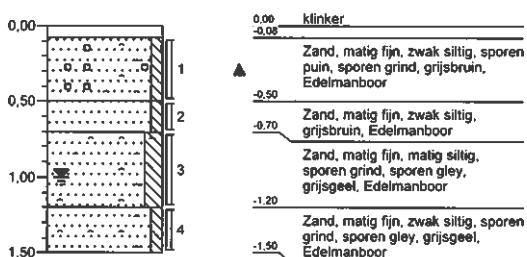 0,00
0,50
1,00
1,50
1
2
3
4
0,00 klinker
-0,08
Zand, matig fijn, zwak siltig, sporen
puin, sporen grind, grijsbruin,
Edelmanboor
-0,50
Zand, matig fijn, zwak siltig,
grijsbruin, Edelmanboor
-0,70
Zand, matig fijn, matig siltig,
sporen grind, sporen gley,
grijsgeel, Edelmanboor
-1,20
Zand, matig fijn, zwak siltig, sporen
grind, sporen gley, grijsgeel,
Edelmanboor
-1,50